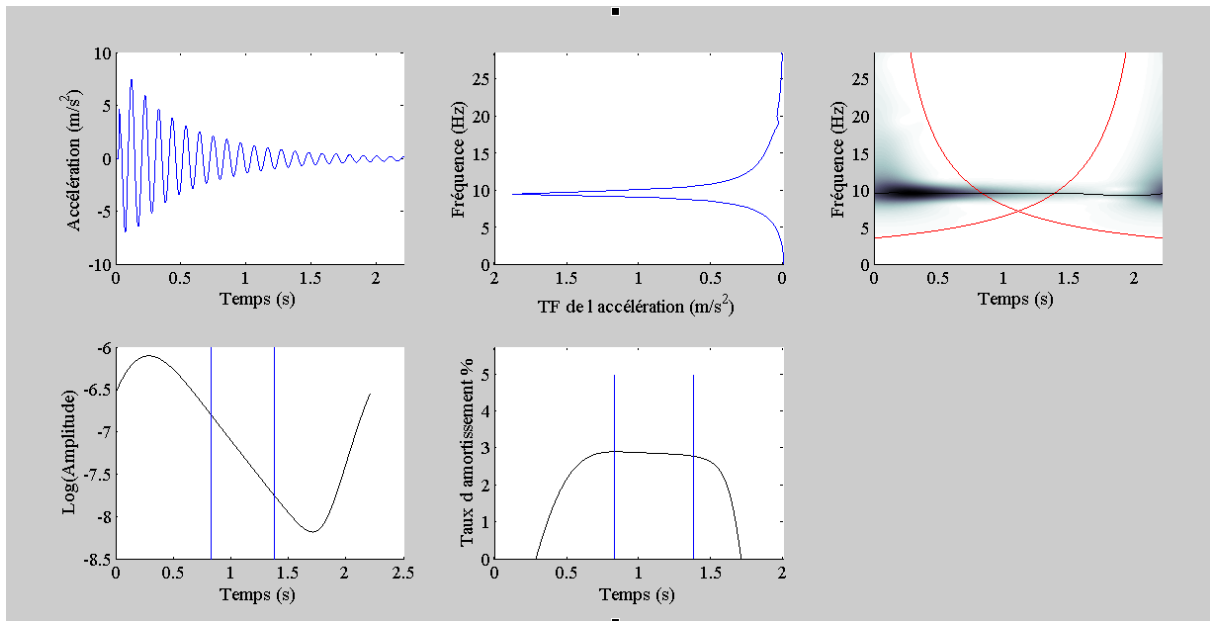 10
5
0
-5
-10
Accélération (m/s²)
0 0.5 1 1.5 2
Temps (s)
25
20
15
10
5
0
Fréquence (Hz)
2 1.5 1 0.5 0
TF de l accélération (m/s²)
25
20
15
10
5
0
Fréquence (Hz)
0 0.5 1 1.5 2
Temps (s)
-6
-6.5
-7
-7.5
-8
-8.5
Log(Amplitude)
0 0.5 1 1.5 2 2.5
Temps (s)
5
4
3
2
1
0
Taux d amortissement %
0 0.5 1 1.5 2
Temps (s)